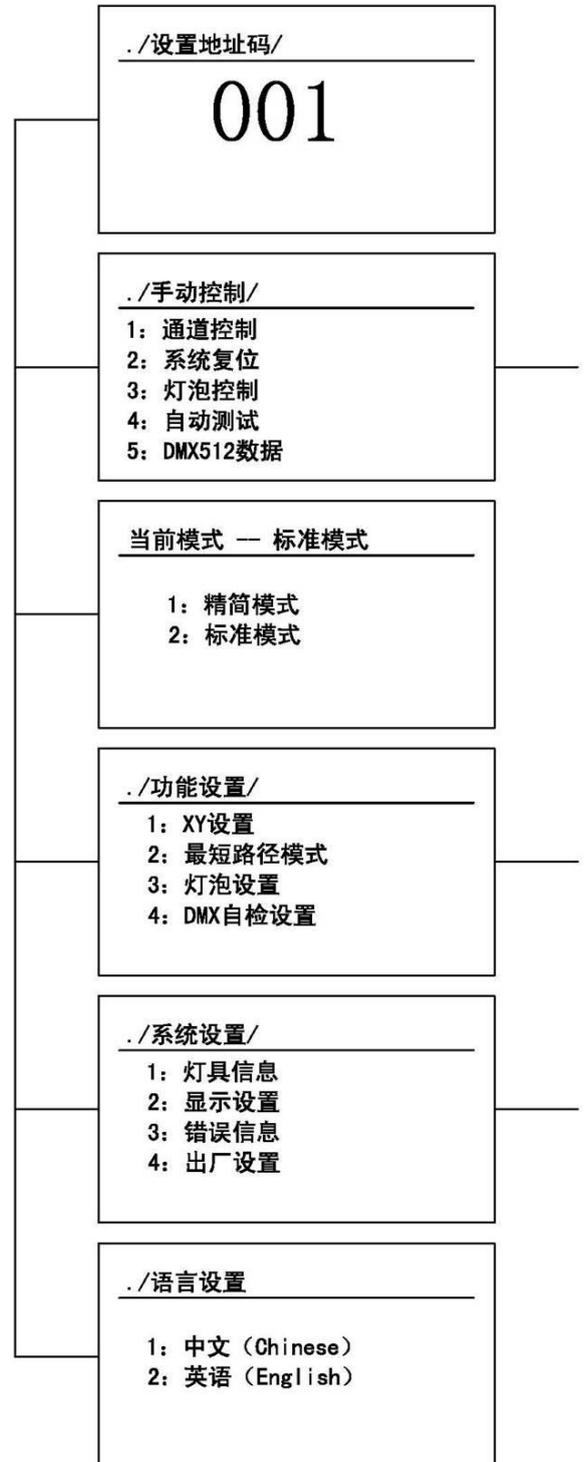 ./设置地址码/
001
./手动控制/
1：通道控制
2：系统复位
3：灯泡控制
4：自动测试
5：DMX512数据
当前模式 -- 标准模式
1：精简模式
2：标准模式
./功能设置/
1：XY设置
2：最短路径模式
3：灯泡设置
4：DMX自检设置
./系统设置/
1：灯具信息
2：显示设置
3：错误信息
4：出厂设置
./语言设置
1：中文（Chinese）
2：英语（English）